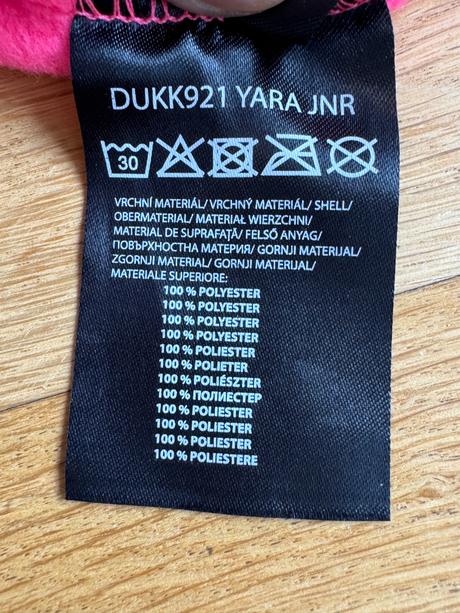 DUKK921 YARA JNR
30
VRCHNÍ MATERIÁL/ VRCHNÝ MATERIÁL/ SHELL/
OBERMATERIAL/ MATERIAŁ WIERZCHNI/
MATERIAL DE SUPRAFAȚĂ/ FELSŐ ANYAG/
ПОВЪРХНОСТНА МАТЕРИЯ/ GORNJI MATERIJAL/
ZGORNJI MATERIAL/ GORNJI MATERIJAL/
MATERIALE SUPERIORE:
100 % POLYESTER
100 % POLYESTER
100 % POLYESTER
100 % POLYESTER
100 % POLIESTER
100 % POLIETER
100 % POLIÉSZTER
100 % ПОЛИЕСТЕР
100 % POLIESTER
100 % POLIESTER
100 % POLIESTER
100 % POLIESTERE